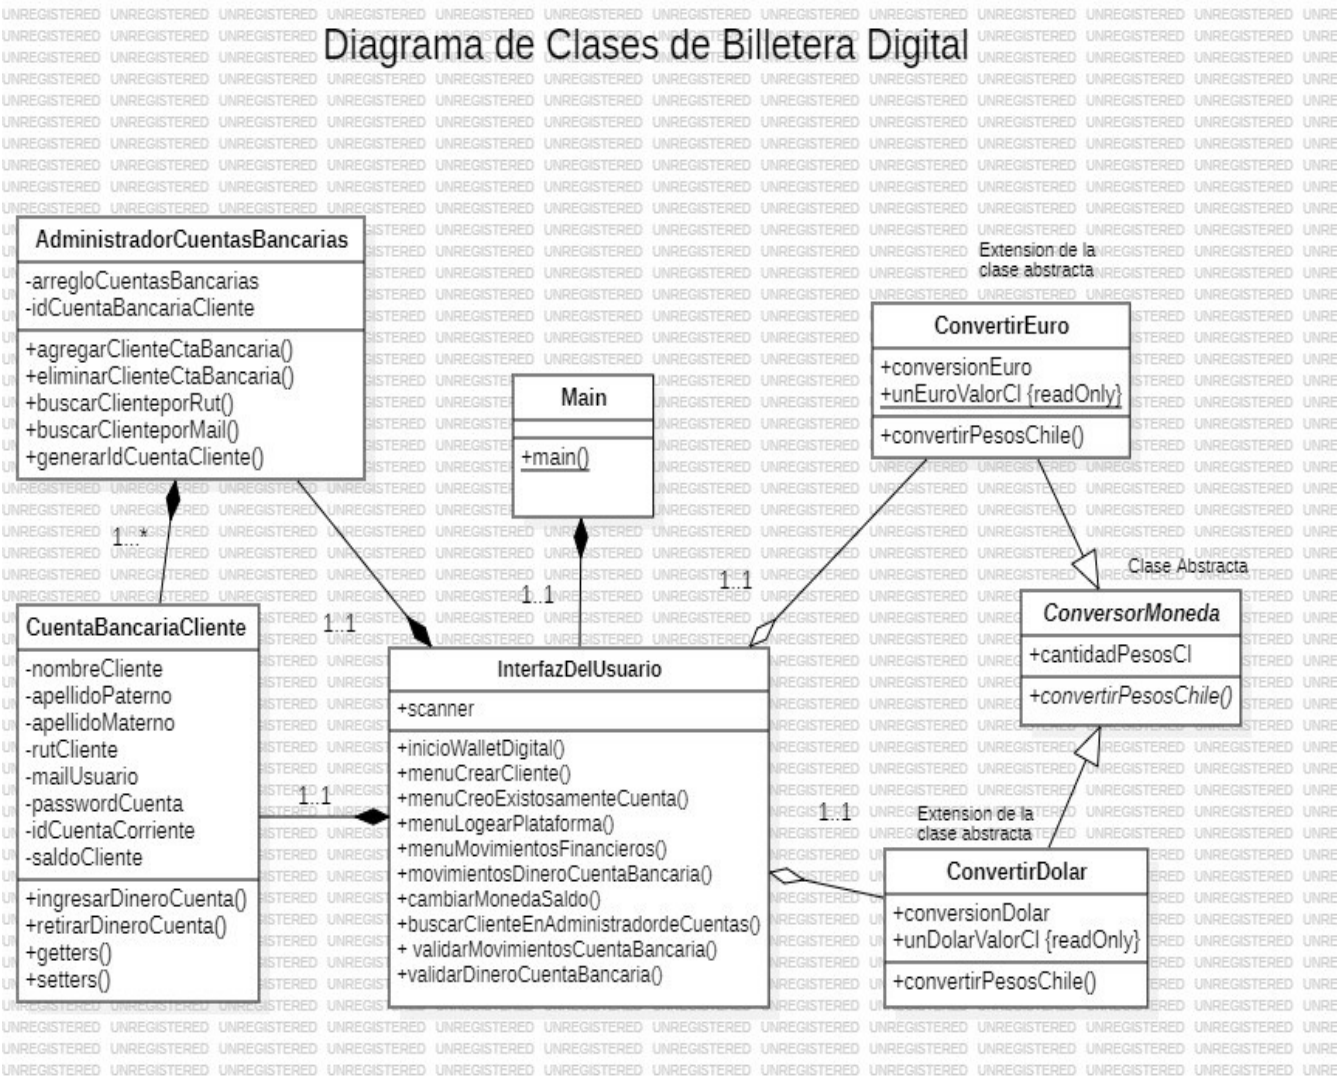 Diagrama de Clases de Billetera Digital
AdministradorCuentasBancarias
-arregloCuentasBancarias
-idCuentaBancariaCliente
+agregarClienteCtaBancaria()
+eliminarClienteCtaBancaria()
+buscarClienteporRut()
+buscarClienteporMail()
+generarIdCuentaCliente()
1...*
1..1
CuentaBancariaCliente
-nombreCliente
-apellidoPaterno
-apellidoMaterno
-rutCliente
-mailUsuario
-passwordCuenta
-idCuentaCorriente
-saldoCliente
+ingresarDineroCuenta()
+retirarDineroCuenta()
+getters()
+setters()
1..1
Main
+main()
1..1
InterfazDelUsuario
+scanner
+inicioWalletDigital()
+menuCrearCliente()
+menuCreoExistosamenteCuenta()
+menuLogearPlataforma()
+menuMovimientosFinancieros()
+movimientosDineroCuentaBancaria()
+cambiarMonedaSaldo()
+buscarClienteEnAdministradordeCuentas()
+ validarMovimientosCuentaBancaria()
+validarDineroCuentaBancaria()
Extension de la
clase abstracta
ConvertirEuro
+conversionEuro
+unEuroValorCl {readOnly}
+convertirPesosChile()
1..1
Clase Abstracta
ConversorMoneda
+cantidadPesosCl
+convertirPesosChile()
1..1
Extension de la
clase abstracta
ConvertirDolar
+conversionDolar
+unDolarValorCl {readOnly}
+convertirPesosChile()
UNREGISTERED